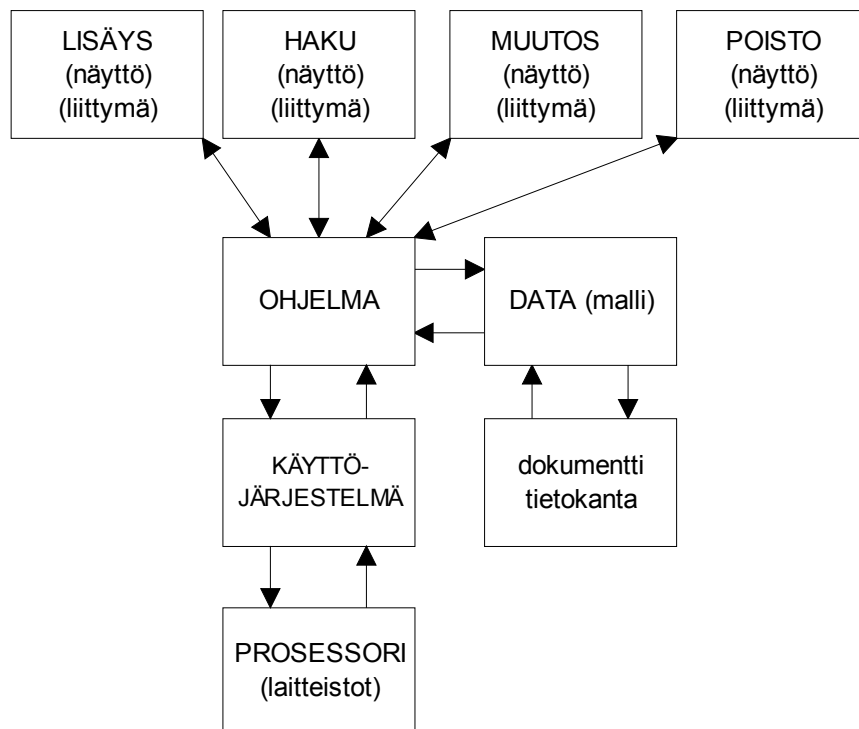 LISÄYS
(näyttö)
(liittymä)
HAKU
(näyttö)
(liittymä)
MUUTOS
(näyttö)
(liittymä)
POISTO
(näyttö)
(liittymä)
OHJELMA
DATA (malli)
KÄYTTÖ-
JÄRJESTELMÄ
dokumentti
tietokanta
PROSESSORI
(laitteistot)